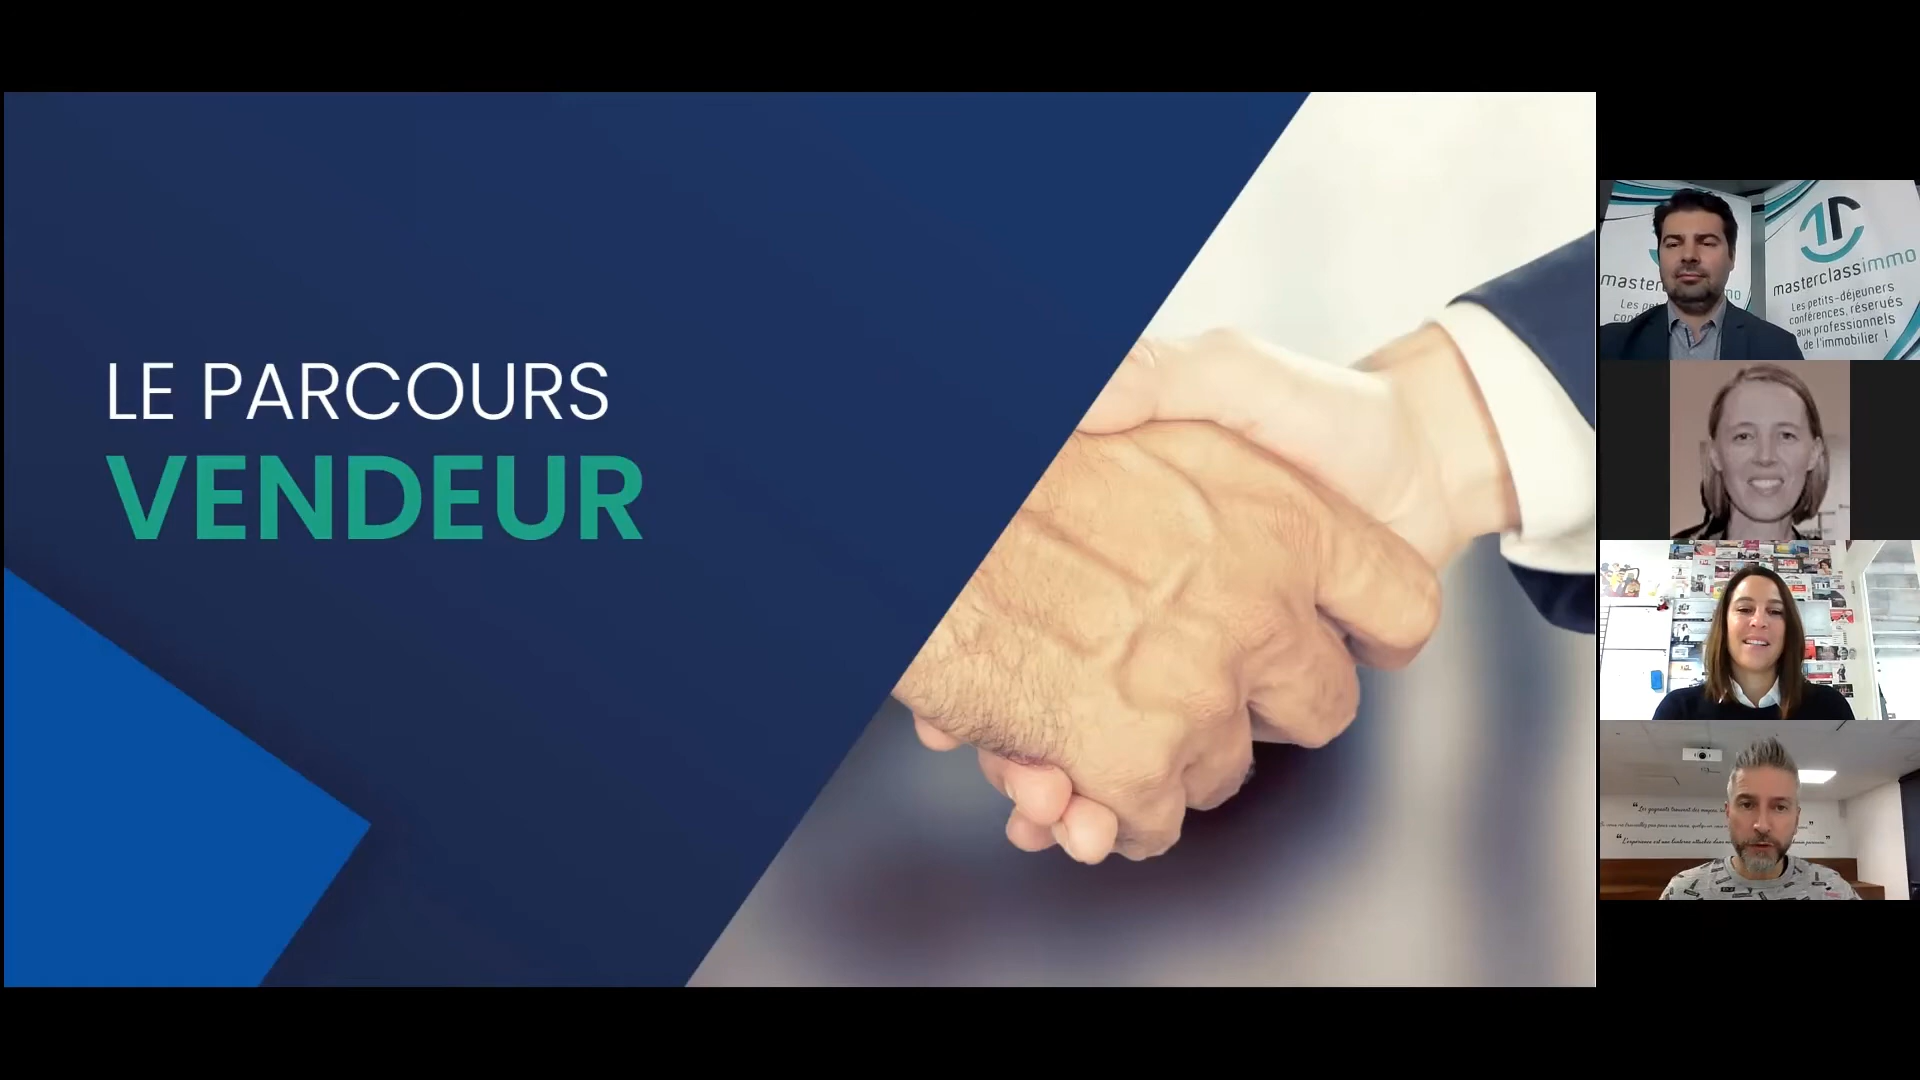 LE PARCOURS
VENDEUR
masterclassimmo
Les petits-déjeuners
conférences, réservés
aux professionnels
de l'immobilier !